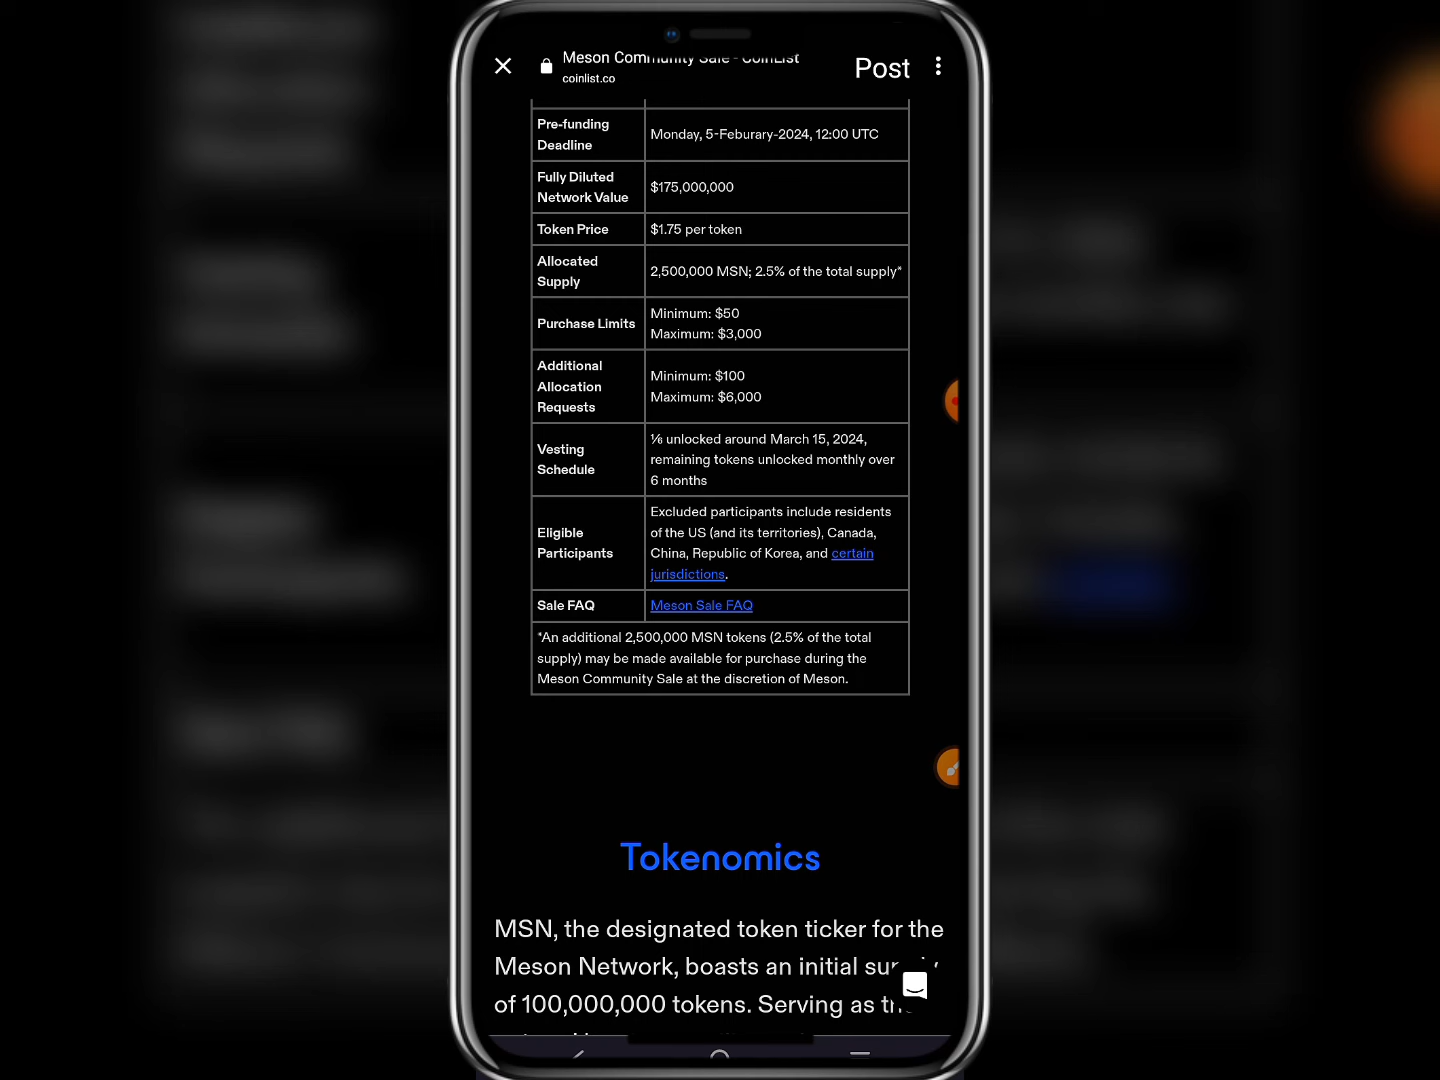 Meson Community Sale - CoinList
coinlist.co
Post
Pre-funding
Deadline
Monday, 5-Feburary-2024, 12:00 UTC
Fully Diluted
Network Value
$175,000,000
Token Price
$1.75 per token
Allocated
Supply
2,500,000 MSN; 2.5% of the total supply*
Purchase Limits
Minimum: $50
Maximum: $3,000
Additional
Allocation
Requests
Minimum: $100
Maximum: $6,000
Vesting
Schedule
⅙ unlocked around March 15, 2024,
remaining tokens unlocked monthly over
6 months
Eligible
Participants
Excluded participants include residents
of the US (and its territories), Canada,
China, Republic of Korea, and certain
jurisdictions.
Sale FAQ
Meson Sale FAQ
*An additional 2,500,000 MSN tokens (2.5% of the total
supply) may be made available for purchase during the
Meson Community Sale at the discretion of Meson.
Tokenomics
MSN, the designated token ticker for the
Meson Network, boasts an initial supply
of 100,000,000 tokens. Serving as the